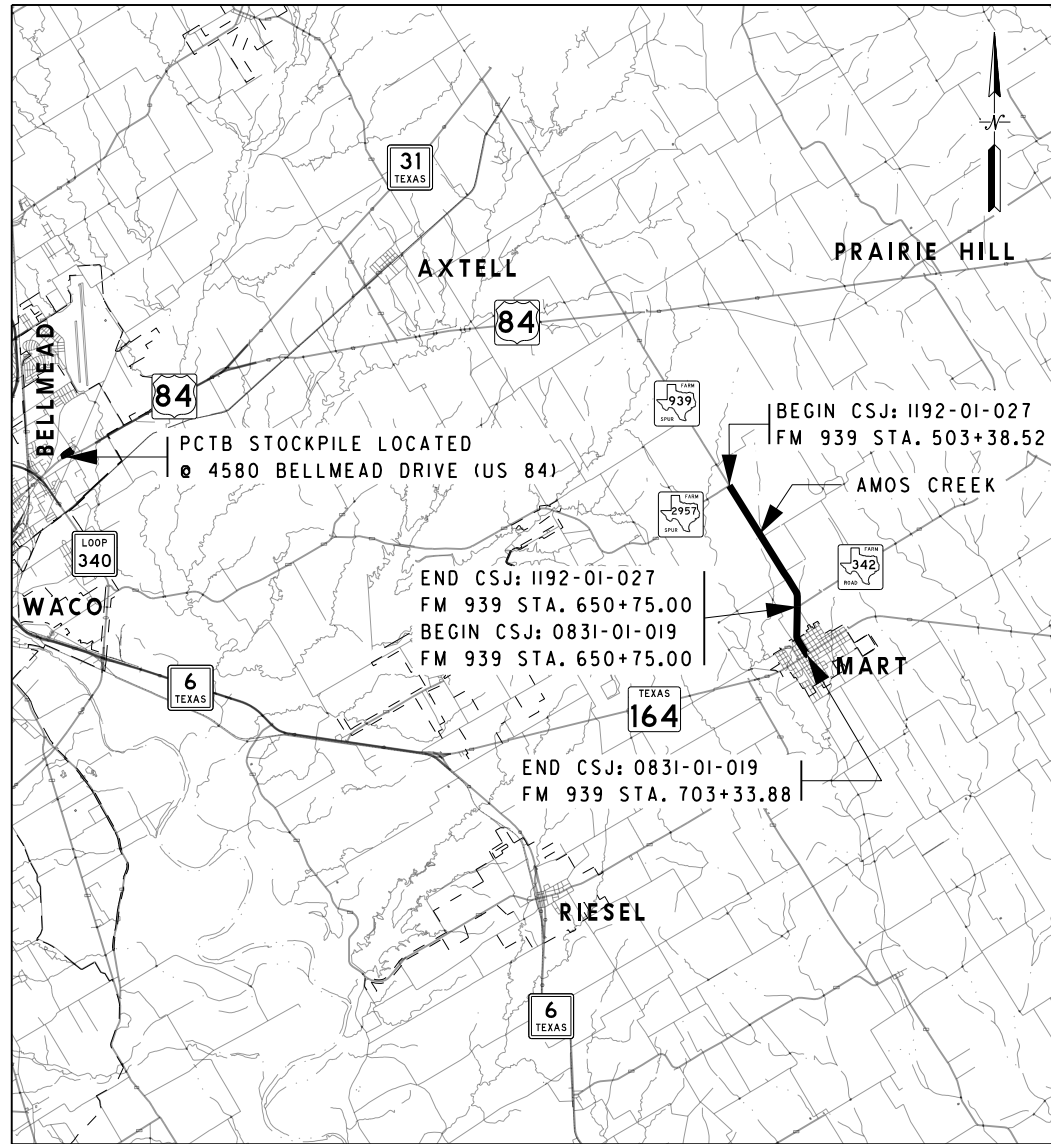 N
31
TEXAS
AXTELL
PRAIRIE HILL
84
BELLMEAD
84
FARM
939
SPUR
BEGIN CSJ: 1192-01-027
FM 939 STA. 503+38.52
PCTB STOCKPILE LOCATED
@ 4580 BELLMEAD DRIVE (US 84)
AMOS CREEK
FARM
2957
SPUR
LOOP
340
FARM
342
ROAD
END CSJ: 1192-01-027
FM 939 STA. 650+75.00
BEGIN CSJ: 0831-01-019
FM 939 STA. 650+75.00
WACO
MART
6
TEXAS
TEXAS
164
END CSJ: 0831-01-019
FM 939 STA. 703+33.88
RIESEL
6
TEXAS